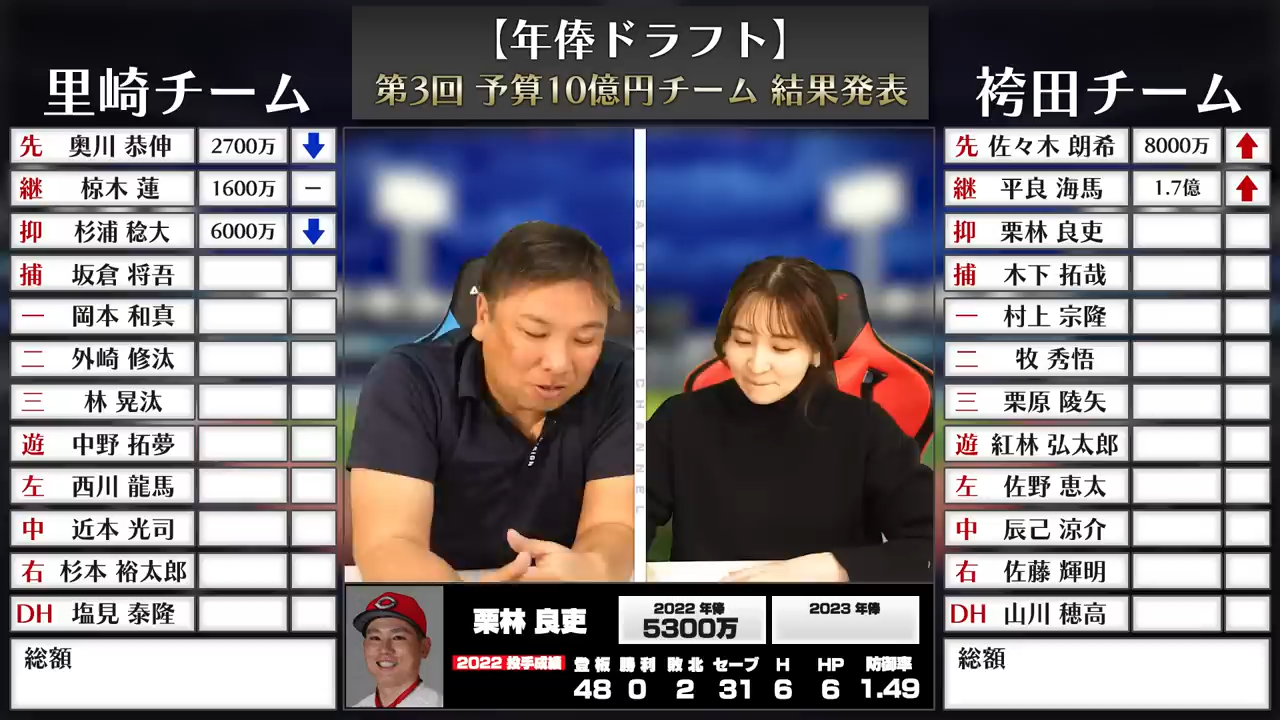 【年俸ドラフト】
第3回 予算10億円チーム 結果発表
里崎チーム
先 奥川 恭伸 2700万
継 椋木 蓮 1600万 −
抑 杉浦 稔大 6000万
捕 坂倉 将吾
一 岡本 和真
二 外崎 修汰
三 林 晃汰
遊 中野 拓夢
左 西川 龍馬
中 近本 光司
右 杉本 裕太郎
DH 塩見 泰隆
総額
SATOZAKI CHANNEL
袴田チーム
先 佐々木 朗希 8000万
継 平良 海馬 1.7億
抑 栗林 良吏
捕 木下 拓哉
一 村上 宗隆
二 牧 秀悟
三 栗原 陵矢
遊 紅林 弘太郎
左 佐野 恵太
中 辰己 涼介
右 佐藤 輝明
DH 山川 穂高
総額
栗林 良吏
2022 年俸
5300万
2023 年俸
2022 投手成績 登板 勝利 敗北 セーブ H HP 防御率
48 0 2 31 6 6 1.49